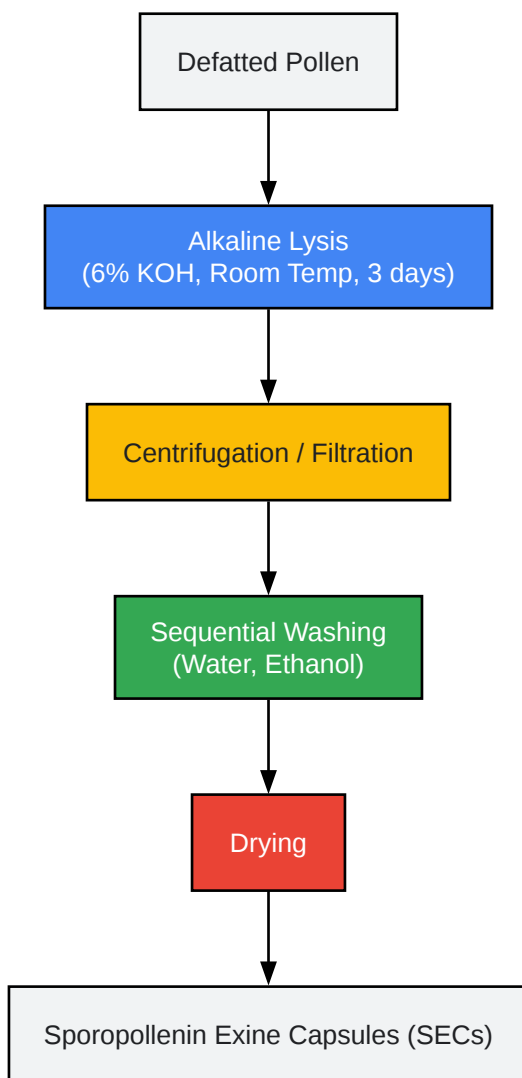 Defatted Pollen
Alkaline Lysis
(6% KOH, Room Temp, 3 days)
Centrifugation / Filtration
Sequential Washing
(Water, Ethanol)
Drying
Sporopollenin Exine Capsules (SECs)